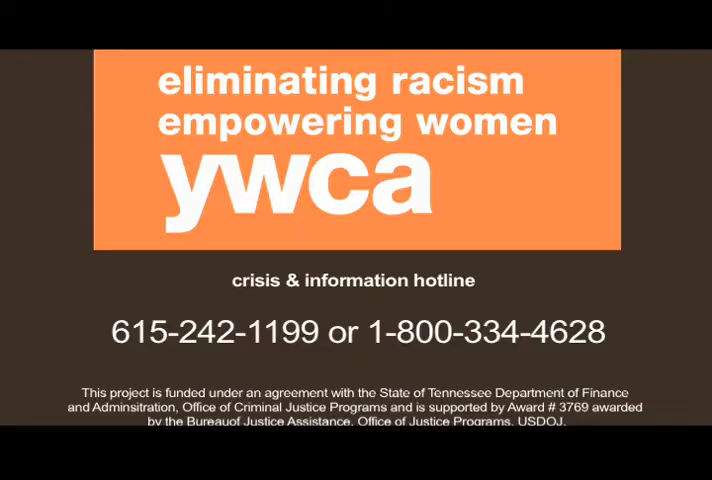 eliminating racism
empowering women
ywca
crisis & information hotline
615-242-1199 or 1-800-334-4628
This project is funded under an agreement with the State of Tennessee Department of Finance
and Adminsitration, Office of Criminal Justice Programs and is supported by Award # 3769 awarded
by the Bureauof Justice Assistance, Office of Justice Programs, USDOJ.